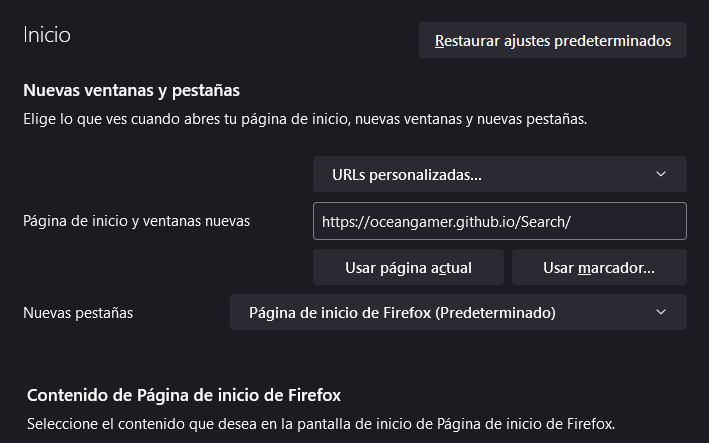 Inicio
Restaurar ajustes predeterminados
Nuevas ventanas y pestañas
Elige lo que ves cuando abres tu página de inicio, nuevas ventanas y nuevas pestañas.
URLs personalizadas...
Página de inicio y ventanas nuevas
https://oceangamer.github.io/Search/
Usar página actual
Usar marcador...
Nuevas pestañas
Página de inicio de Firefox (Predeterminado)
Contenido de Página de inicio de Firefox
Seleccione el contenido que desea en la pantalla de inicio de Página de inicio de Firefox.